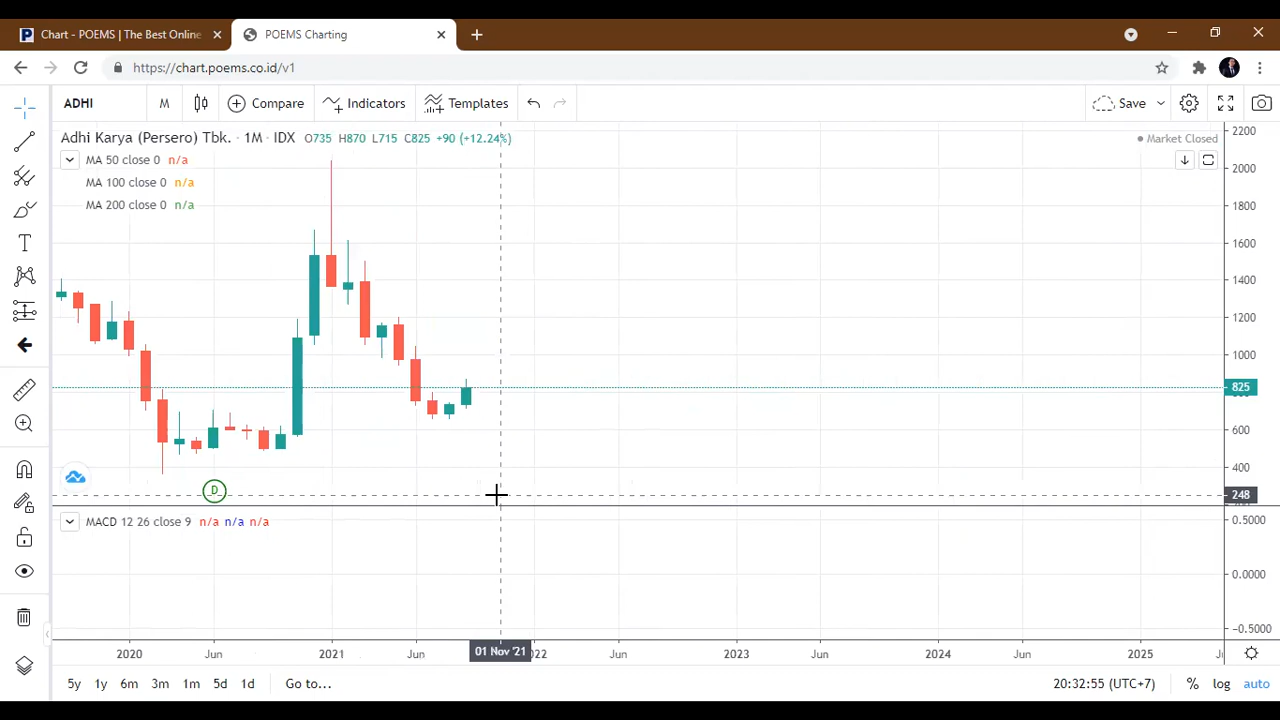 Chart - POEMS | The Best Online
POEMS Charting
https://chart.poems.co.id/v1
ADHI M Compare Indicators Templates Save
Adhi Karya (Persero) Tbk. · 1M · IDX O735 H870 L715 C825 +90 (+12.24%)
Market Closed
MA 50 close 0 n/a
MA 100 close 0 n/a
MA 200 close 0 n/a
2200
2000
1800
1600
1400
1200
1000
825
600
400
248
D
MACD 12 26 close 9 n/a n/a n/a
0.5000
0.0000
-0.5000
2020 Jun 2021 Jun 01 Nov '21 Jun 2023 Jun 2024 Jun 2025
5y 1y 6m 3m 1m 5d 1d Go to... 20:32:55 (UTC+7) % log auto